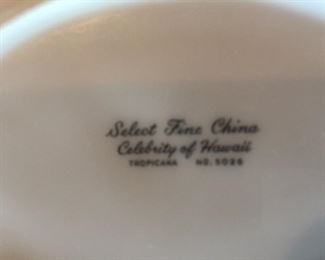 Select Fine China
Celebrity of Hawaii
TROPICANA NO. 5026